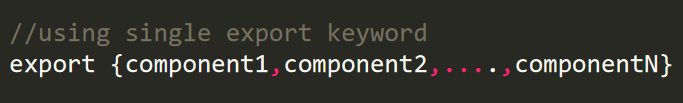 //using single export keyword
export {component1,component2,....,componentN}